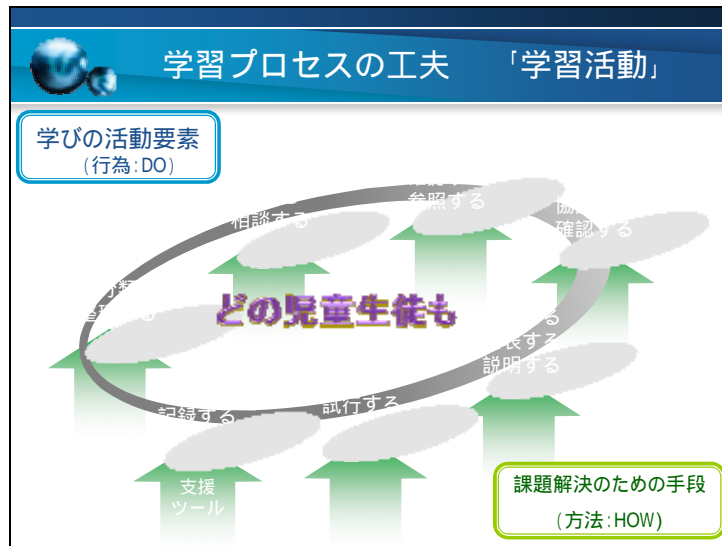 学習プロセスの工夫 「学習活動」
学びの活動要素
(行為:DO)
参照する
相談する
確認する
どの児童生徒も
説明する
試行する
記録する
支援
ツール
課題解決のための手段
(方法:HOW)